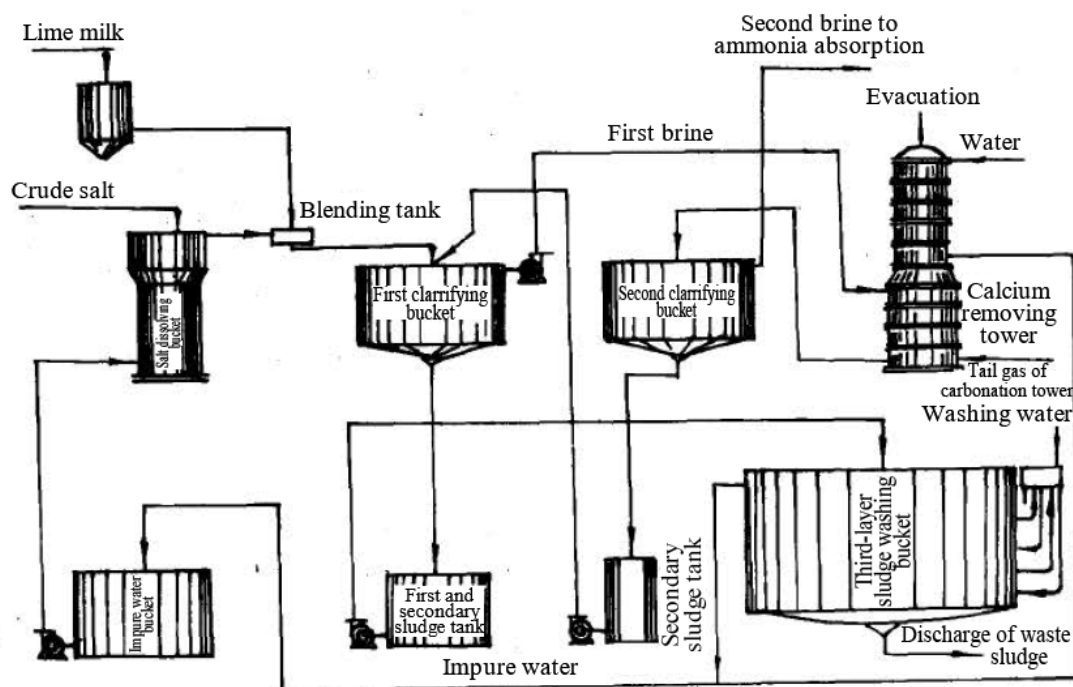 Lime milk
Second brine to
ammonia absorption
Evacuation
First brine
Water
Crude salt
Blending tank
Salt dissolving
bucket
First clarrifying
bucket
Second clarrifying
bucket
Calcium
removing
tower
Tail gas of
carbonation tower
Washing water
Impure water
bucket
First and
secondary
sludge tank
Secondary
sludge tank
Third-layer
sludge washing
bucket
Impure water
Discharge of waste
sludge